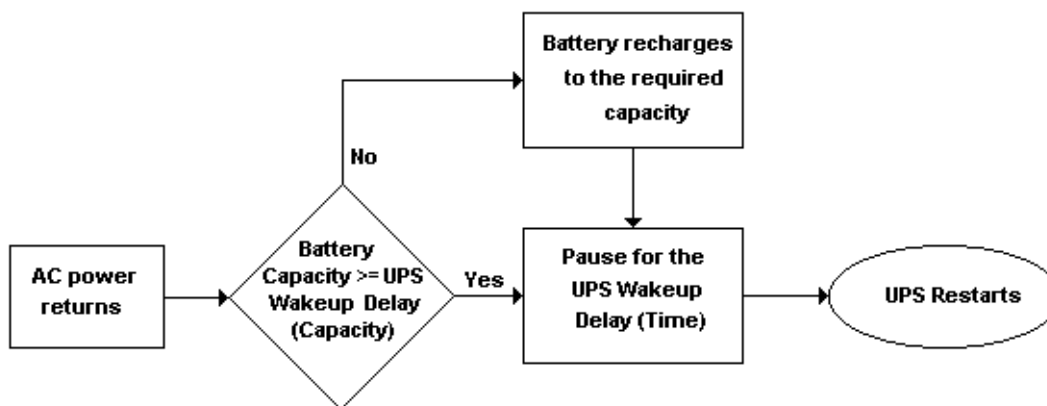 Battery recharges
to the required
capacity
No
AC power
returns
Battery
Capacity >= UPS
Wakeup Delay
(Capacity)
Yes
Pause for the
UPS Wakeup
Delay (Time)
UPS Restarts